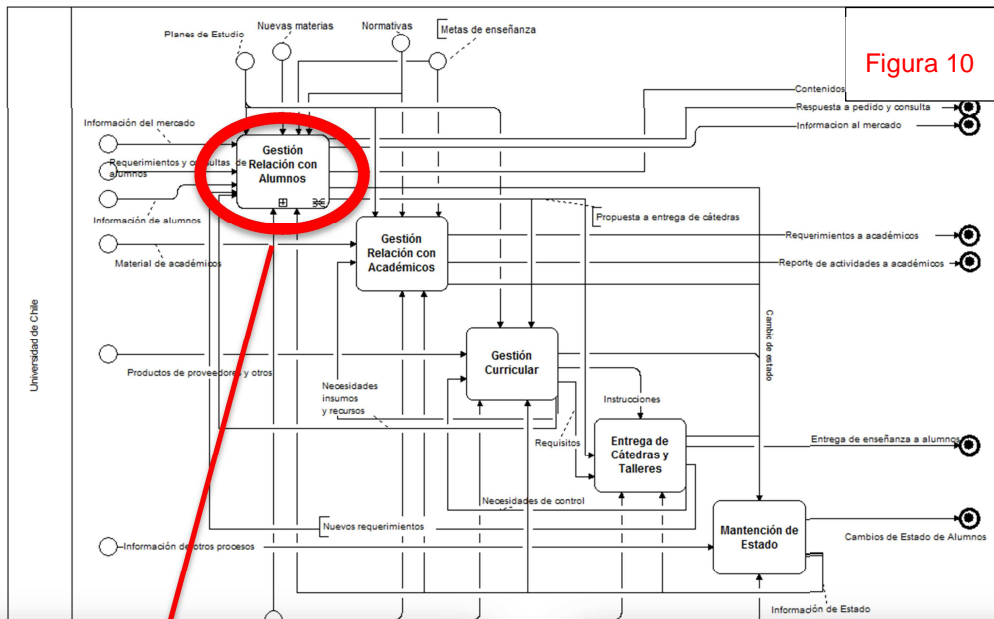 Figura 10
Planes de Estudio
Nuevas materias
Normativas
Metas de enseñanza
Contenidos
Respuesta a pedido y consulta
Informacion al mercado
Información del mercado
Requerimientos y consultas de
alumnos
Información de alumnos
Gestión
Relación con
Alumnos
Propuesta a entrega de cátedras
Material de académicos
Gestión
Relación con
Académicos
Requerimientos a académicos
Reporte de actividades a académicos
Universidad de Chile
Cambio de estado
Productos de proveedores y otros
Gestión
Curricular
Necesidades
insumos
y recursos
Instrucciones
Requisitos
Entrega de
Cátedras y
Talleres
Entrega de enseñanza a alumnos
Necesidades de control
Nuevos requerimientos
Mantención de
Estado
Cambios de Estado de Alumnos
Información de otros procesos
Información de Estado